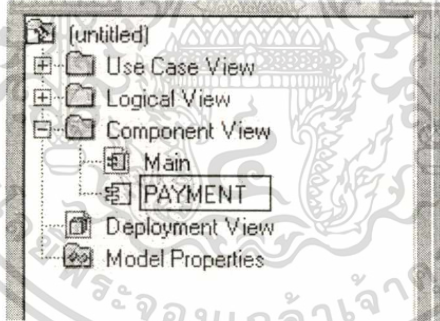 (untitled)
Use Case View
Logical View
Component View
Main
PAYMENT
Deployment View
Model Properties